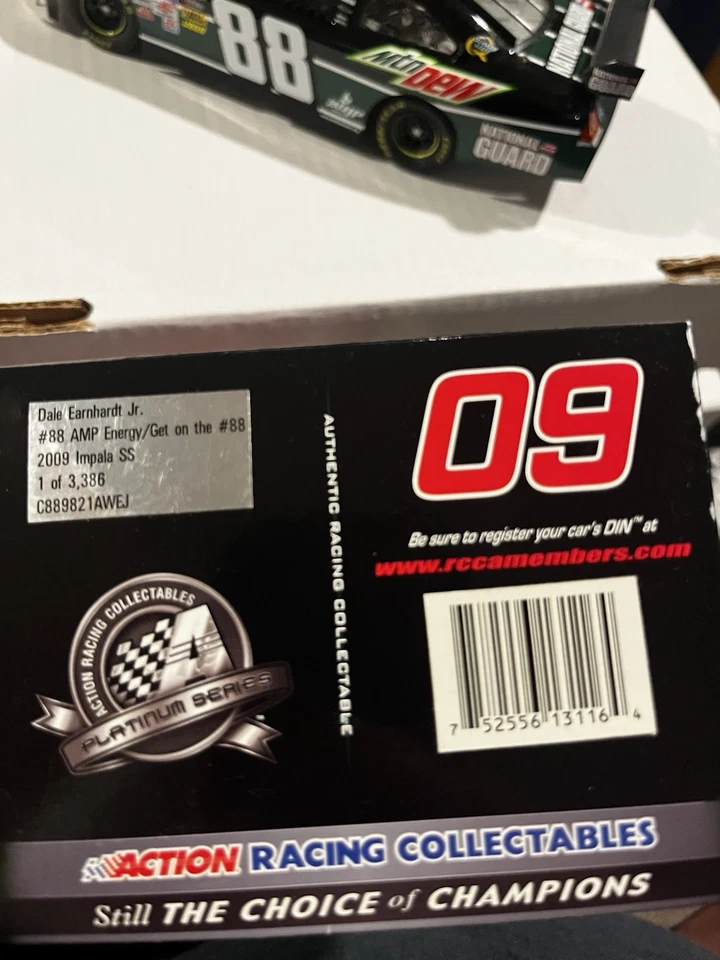 88
Mtn
DEW
NATIONAL
GUARD
NATIONAL
GUARD
Dale Earnhardt Jr.
#88 AMP Energy/Get on the #88
2009 Impala SS
1 of 3,386
C889821AWEJ
AUTHENTIC RACING COLLECTABLE
09
Be sure to register your car's DIN™ at
www.rccamembers.com
ACTION RACING COLLECTABLES
A
PLATINUM SERIES
7 52556 13116 4
ACTION RACING COLLECTABLES
Still THE CHOICE of CHAMPIONS